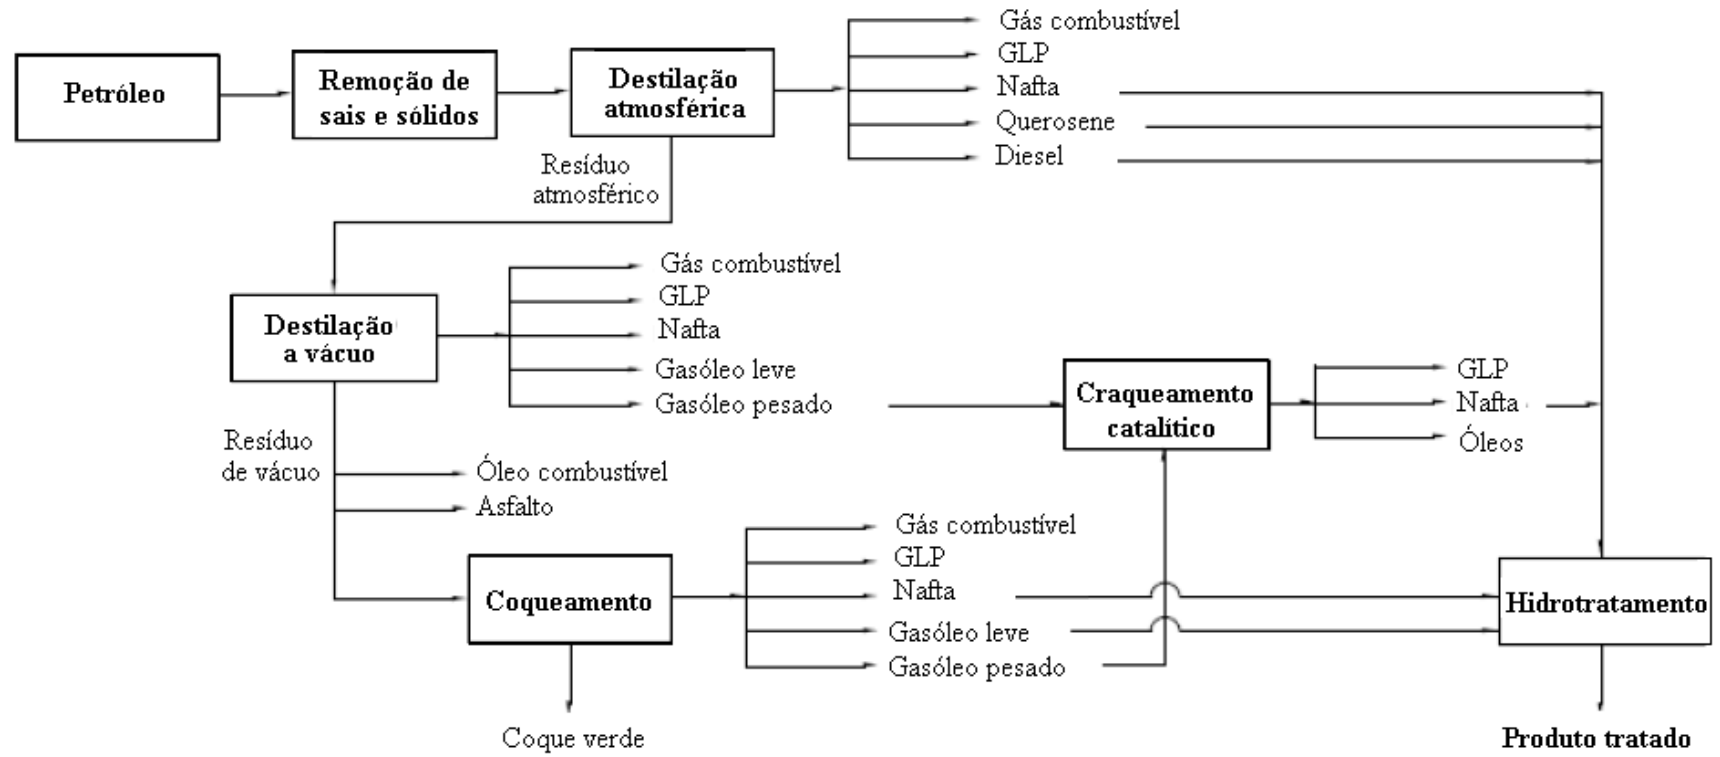 Petróleo
Remoção de
sais e sólidos
Destilação
atmosférica
Gás combustível
GLP
Nafta
Querosene
Diesel
Resíduo
atmosférico
Destilação
a vácuo
Gás combustível
GLP
Nafta
Gasóleo leve
Gasóleo pesado
Craqueamento
catalítico
GLP
Nafta
Óleos
Resíduo
de vácuo
Óleo combustível
Asfalto
Coqueamento
Gás combustível
GLP
Nafta
Gasóleo leve
Gasóleo pesado
Hidrotratamento
Coque verde
Produto tratado